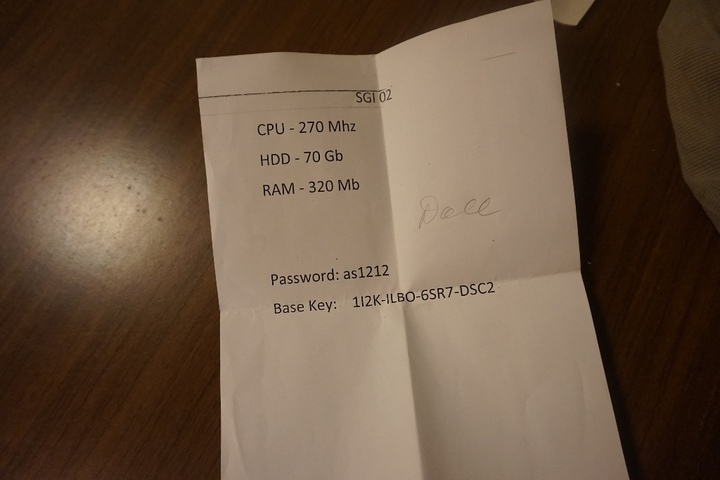 SGI 02
CPU - 270 Mhz
HDD - 70 Gb
RAM - 320 Mb
Password: as1212
Base Key: 1I2K-ILBO-6SR7-DSC2